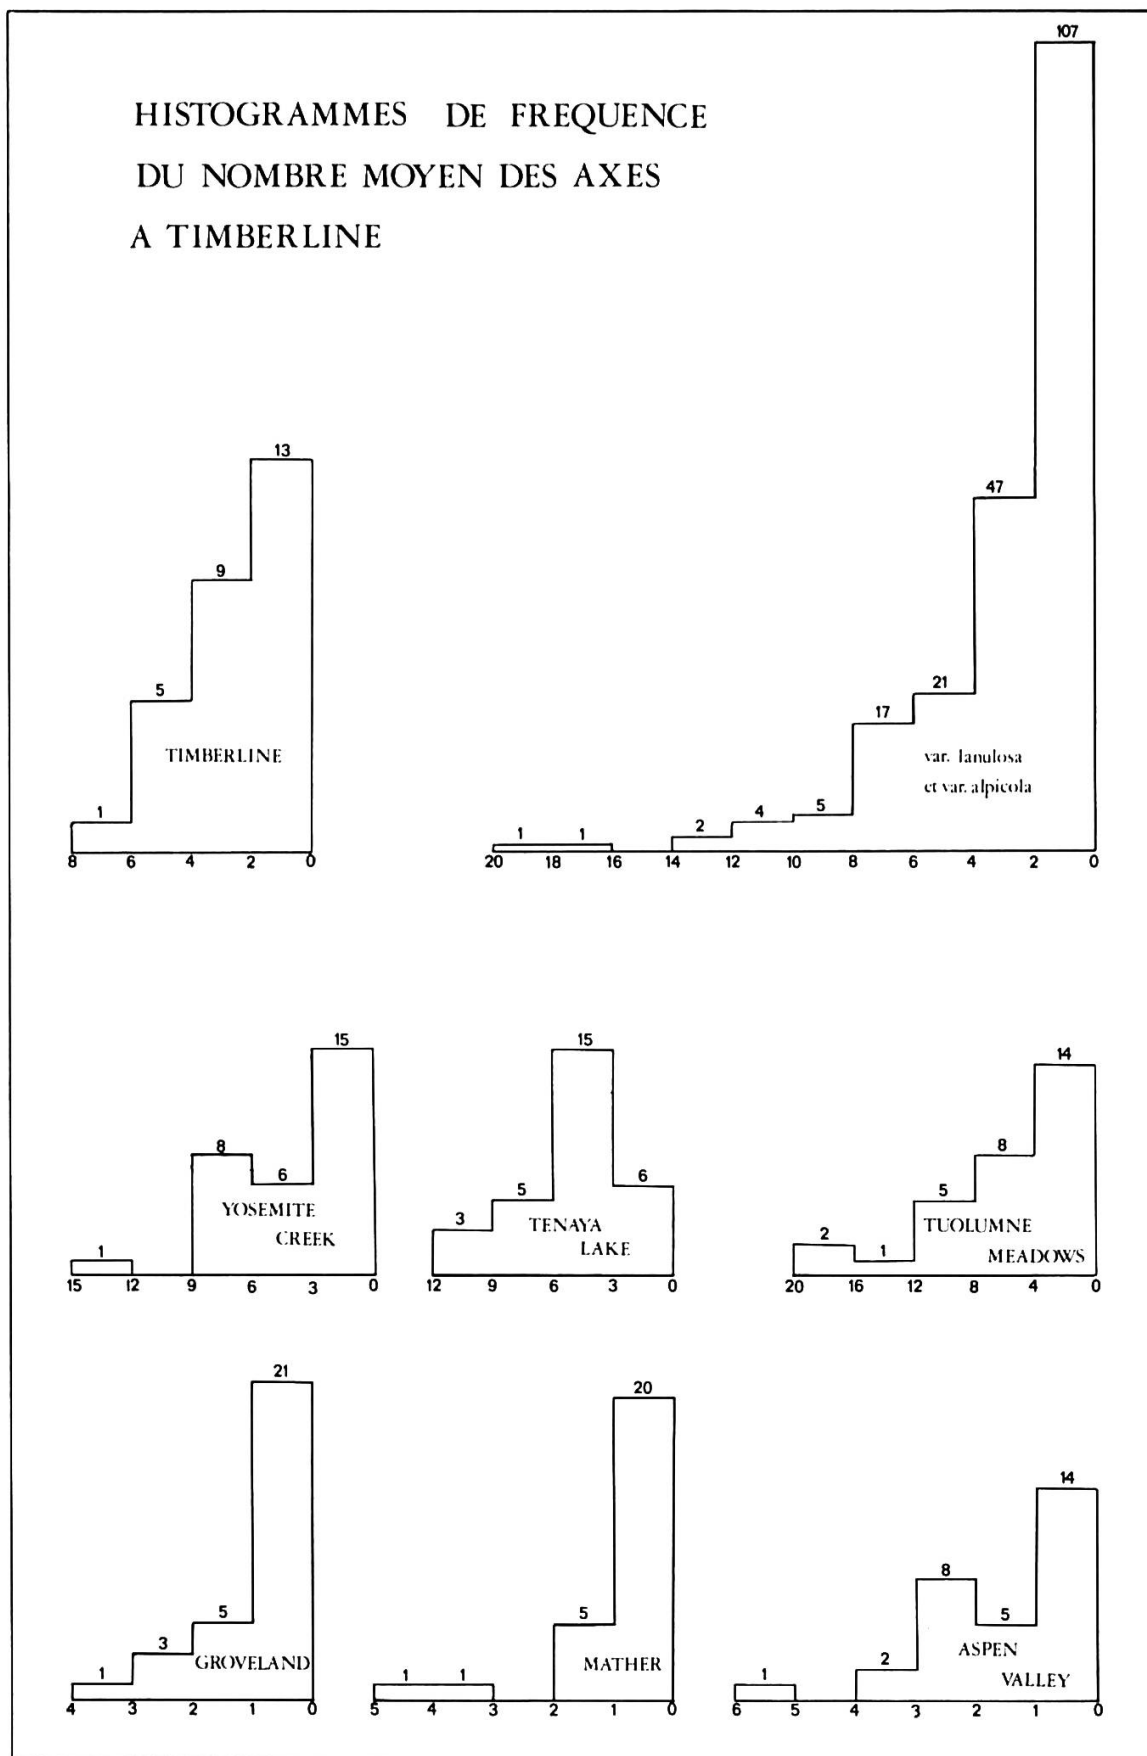 HISTOGRAMMES DE FREQUENCE
DU NOMBRE MOYEN DES AXES
A TIMBERLINE
13
9
5
1
TIMBERLINE
8 6 4 2 0
107
47
21
17
5
4
2
1 1
var. lanulosa
et var. alpicola
20 18 16 14 12 10 8 6 4 2 0
15
8
6
1
YOSEMITE
CREEK
15 12 9 6 3 0
15
6
5
3
TENAYA
LAKE
12 9 6 3 0
14
8
5
2
1
TUOLUMNE
MEADOWS
20 16 12 8 4 0
21
5
3
1
GROVELAND
4 3 2 1 0
20
5
1 1
MATHER
5 4 3 2 1 0
14
8
5
2
1
ASPEN
VALLEY
6 5 4 3 2 1 0